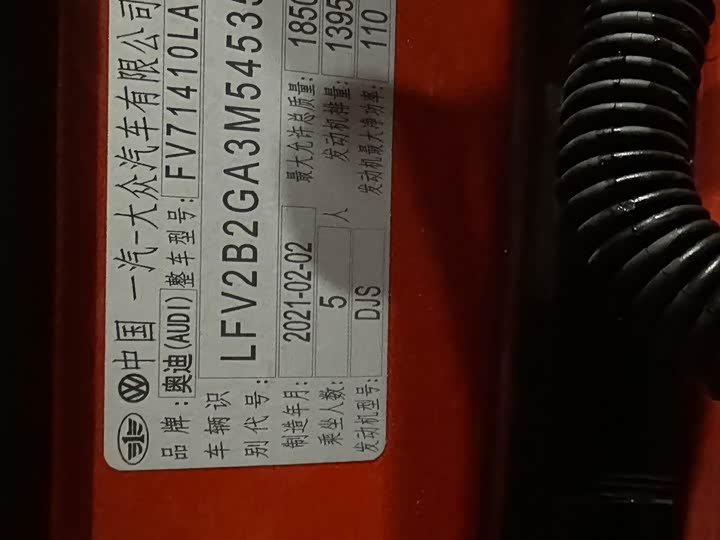 中国 一汽-大众汽车有限公司
品牌：奥迪(AUDI) 整车型号：FV71410LA
车辆识别代号：LFV2B2GA3M54535
制造年月：2021-02-02 最大允许总质量：1850
乘坐人数：5 人 发动机排量：1395
发动机型号：DJS 发动机最大净功率：110